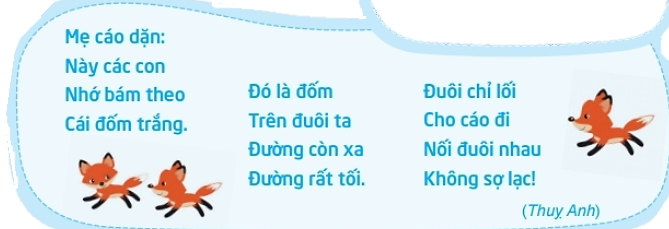 Mẹ cáo dặn:
Này các con
Nhớ bám theo
Cái đốm trắng.
Đó là đốm
Trên đuôi ta
Đường còn xa
Đường rất tối.
Đuôi chỉ lối
Cho cáo đi
Nối đuôi nhau
Không sợ lạc!
(Thuỵ Anh)